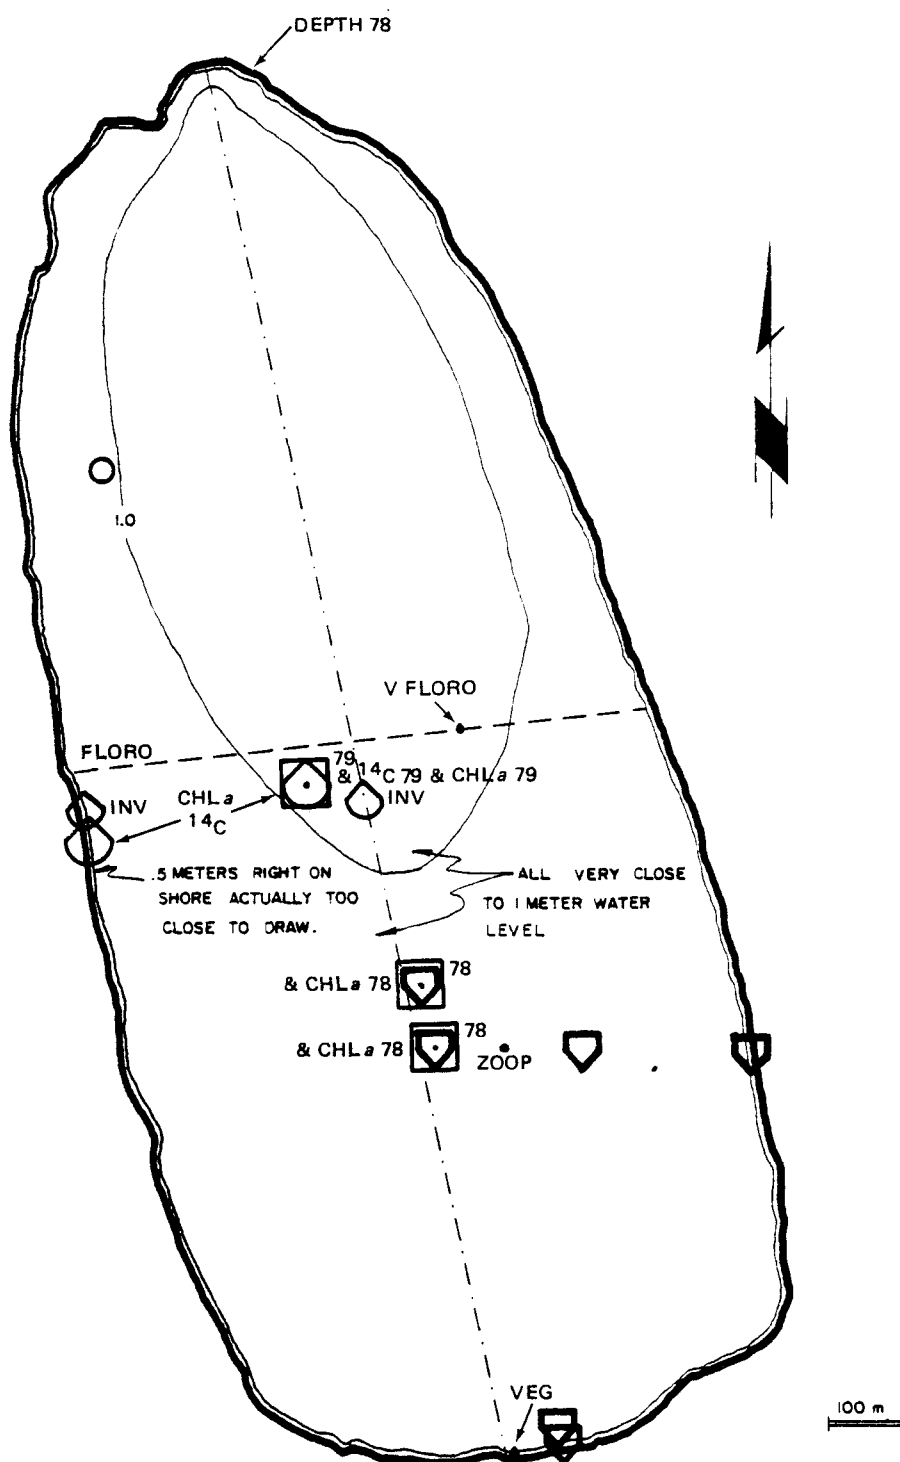 DEPTH 78
1.0
V FLORO
FLORO
79
& 14C 79 & CHLa 79
INV
CHLa
14C
INV
.5 METERS RIGHT ON
SHORE ACTUALLY TOO
CLOSE TO DRAW.
ALL VERY CLOSE
TO 1 METER WATER
LEVEL
& CHLa 78
78
& CHLa 78
78
ZOOP
VEG
100 m